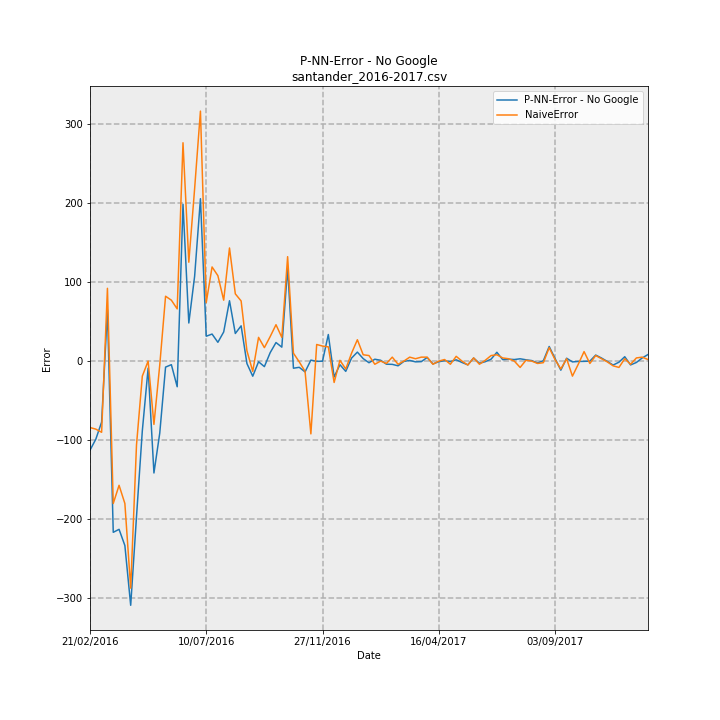 P-NN-Error - No Google
santander_2016-2017.csv
P-NN-Error - No Google
NaiveError
300
200
100
0
−100
−200
−300
Error
21/02/2016
10/07/2016
27/11/2016
16/04/2017
03/09/2017
Date